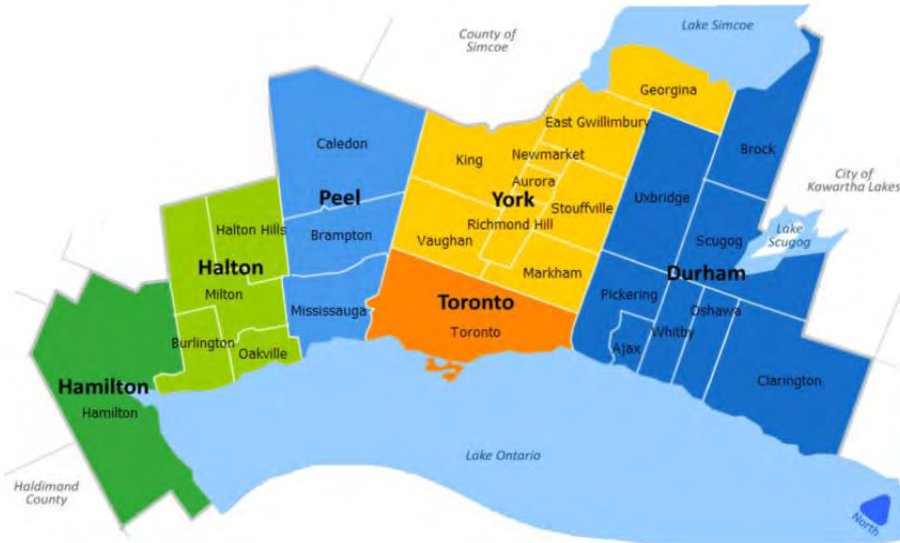 Lake Simcoe
County of
Simcoe
Georgina
East Gwillimbury
Caledon
King
Newmarket
Brock
Aurora
City of
Kawartha Lakes
Peel
York
Uxbridge
Stouffville
Halton Hills
Brampton
Richmond Hill
Vaughan
Scugog
Lake
Scugog
Halton
Markham
Durham
Milton
Mississauga
Toronto
Pickering
Oshawa
Toronto
Whitby
Burlington
Oakville
Ajax
Hamilton
Clarington
Hamilton
Lake Ontario
Haldimand
County
North